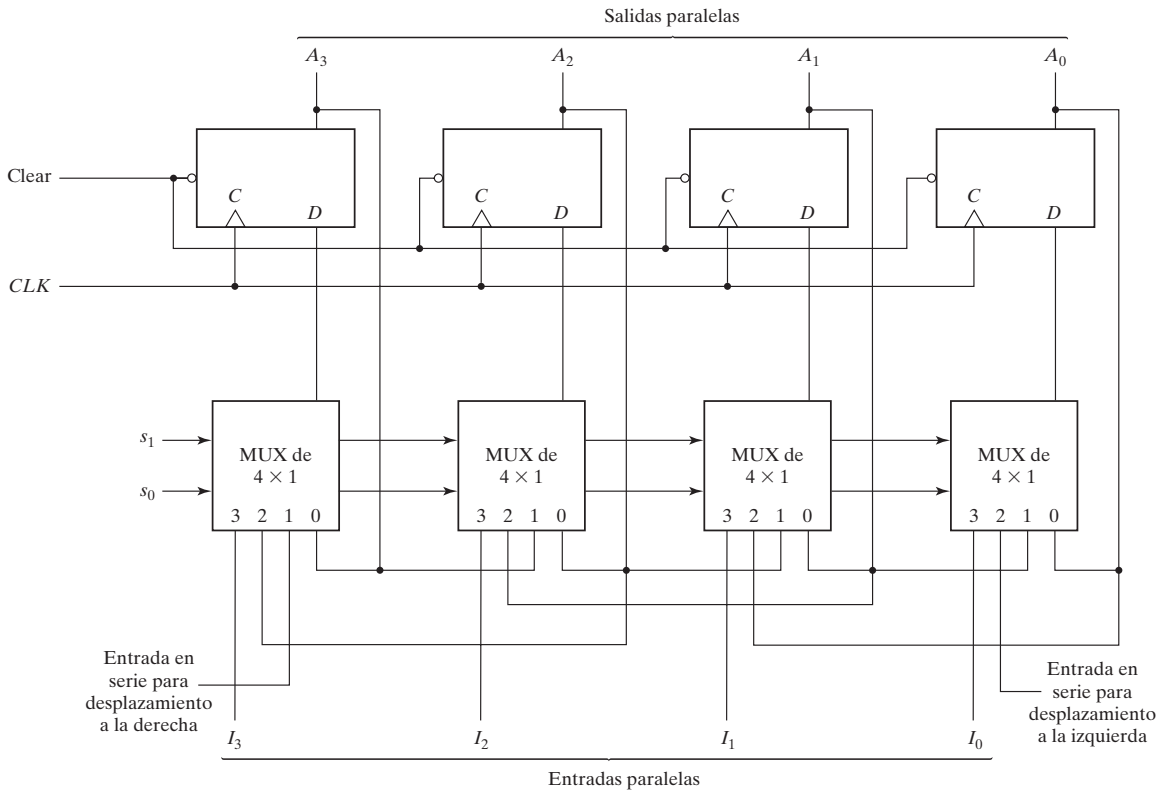 Salidas paralelas
A3 A2 A1 A0
Clear
C D C D C D C D
CLK
s1
MUX de
4 × 1
MUX de
4 × 1
MUX de
4 × 1
MUX de
4 × 1
s0
3 2 1 0 3 2 1 0 3 2 1 0 3 2 1 0
Entrada en
serie para
desplazamiento
a la derecha
Entrada en
serie para
desplazamiento
a la izquierda
I3 I2 I1 I0
Entradas paralelas